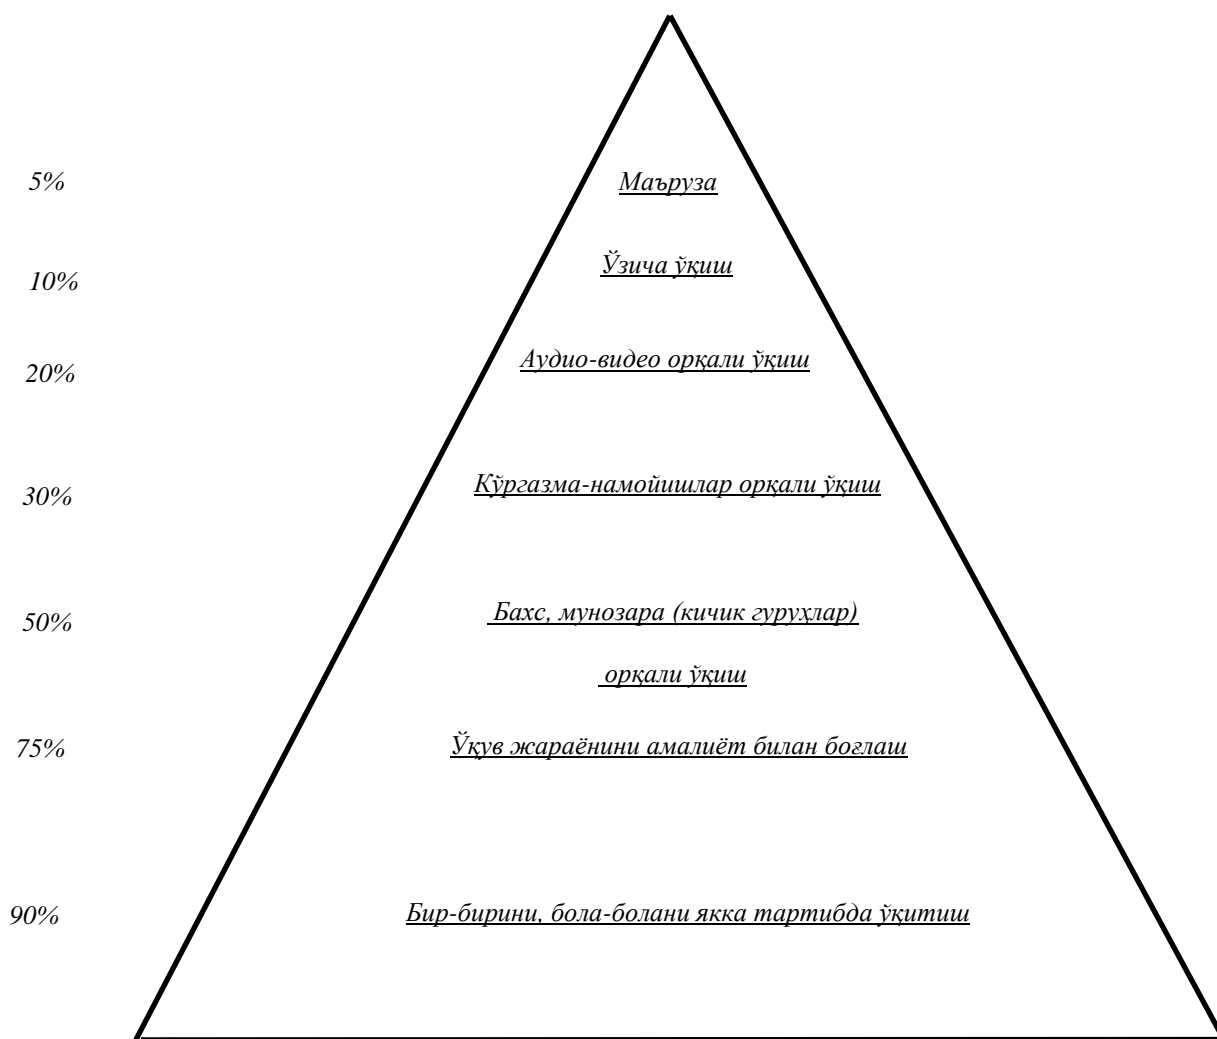 5% Маъруза
Ўзича ўқиш
10%
Аудио-видео орқали ўқиш
20%
Кўргазма-намойишлар орқали ўқиш
30%
Бахс, мунозара (кичик гуруҳлар)
50%
орқали ўқиш
75% Ўқув жараёнини амалиёт билан боғлаш
90% Бир-бирини, бола-болани якка тартибда ўқитиш